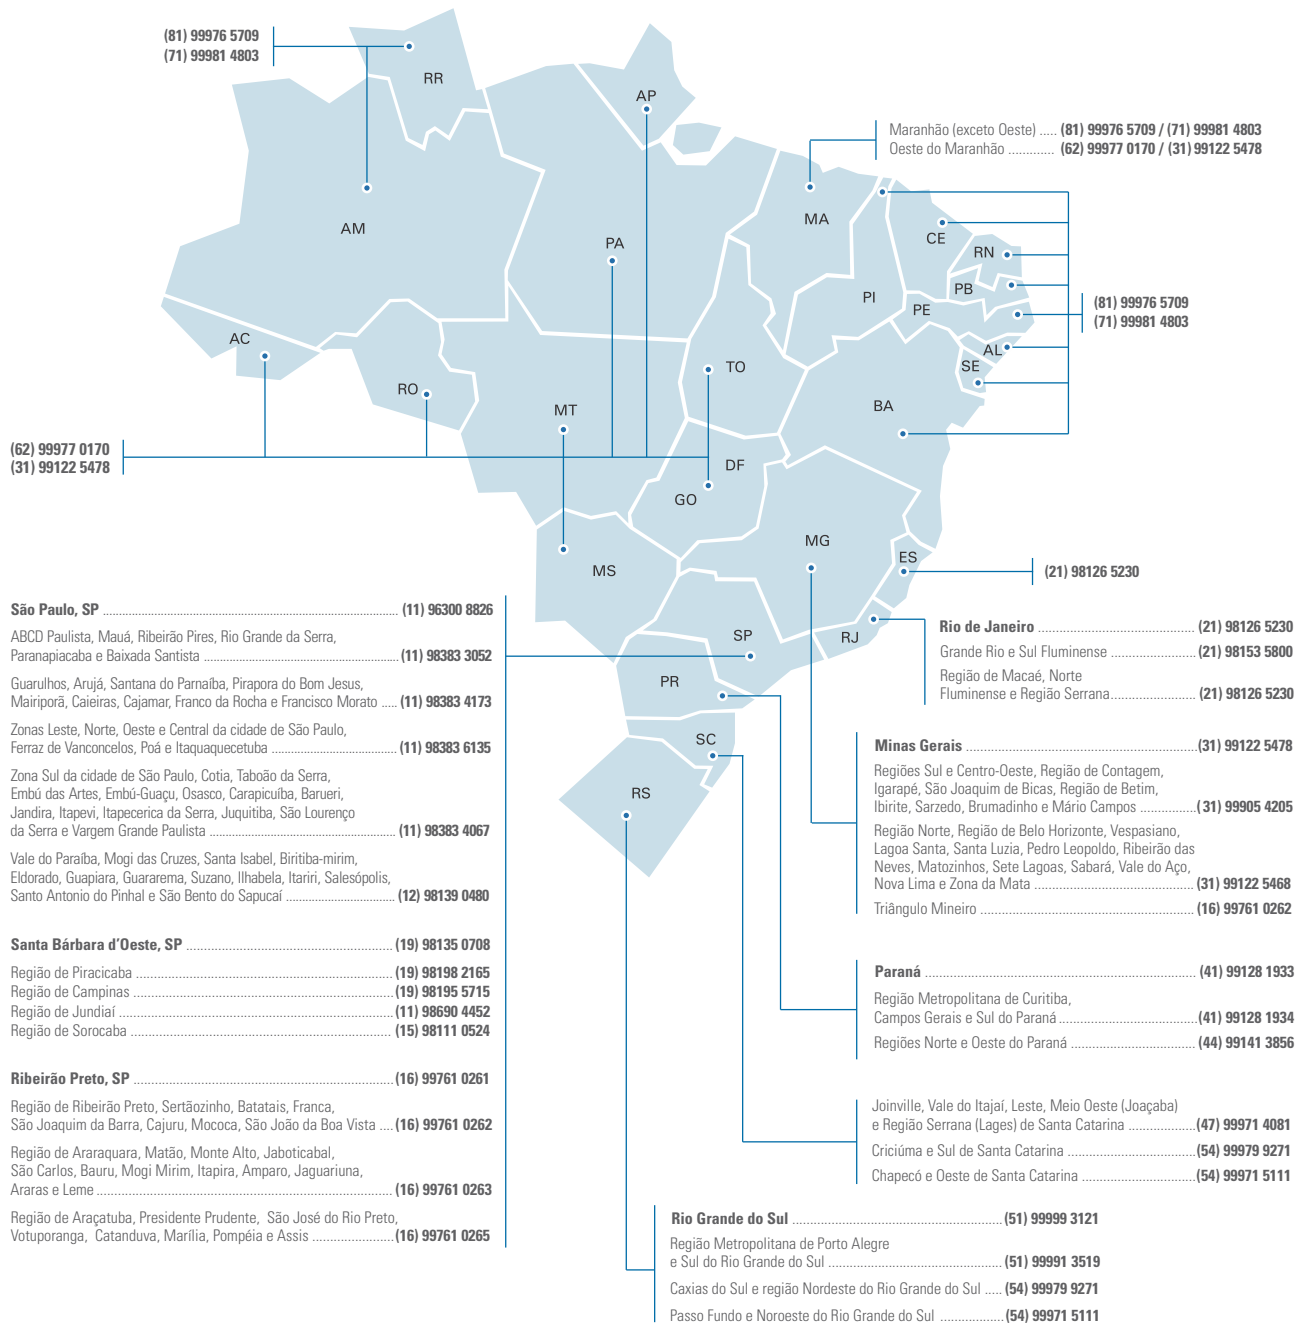 (81) 99976 5709
(71) 99981 4803
RR
AP
Maranhão (exceto Oeste) ..... (81) 99976 5709 / (71) 99981 4803
Oeste do Maranhão ............. (62) 99977 0170 / (31) 99122 5478
AM
PA
MA
CE
RN
PI
PB
PE
(81) 99976 5709
(71) 99981 4803
AC
AL
SE
TO
RO
MT
BA
(62) 99977 0170
(31) 99122 5478
DF
GO
MG
ES
MS
(21) 98126 5230
SP
RJ
PR
SC
RS
São Paulo, SP ........ (11) 96300 8826
ABCD Paulista, Mauá, Ribeirão Pires, Rio Grande da Serra,
Paranapiacaba e Baixada Santista ........ (11) 98383 3052
Guarulhos, Arujá, Santana do Parnaíba, Pirapora do Bom Jesus,
Mairiporã, Caieiras, Cajamar, Franco da Rocha e Francisco Morato ..... (11) 98383 4173
Zonas Leste, Norte, Oeste e Central da cidade de São Paulo,
Ferraz de Vanconcelos, Poá e Itaquaquecetuba ........ (11) 98383 6135
Zona Sul da cidade de São Paulo, Cotia, Taboão da Serra,
Embú das Artes, Embú-Guaçu, Osasco, Carapicuíba, Barueri,
Jandira, Itapevi, Itapecerica da Serra, Juquitiba, São Lourenço
da Serra e Vargem Grande Paulista ........ (11) 98383 4067
Vale do Paraíba, Mogi das Cruzes, Santa Isabel, Biritiba-mirim,
Eldorado, Guapiara, Guararema, Suzano, Ilhabela, Itariri, Salesópolis,
Santo Antonio do Pinhal e São Bento do Sapucaí ........ (12) 98139 0480
Santa Bárbara d'Oeste, SP ........ (19) 98135 0708
Região de Piracicaba ........ (19) 98198 2165
Região de Campinas ........ (19) 98195 5715
Região de Jundiaí ........ (11) 98690 4452
Região de Sorocaba ........ (15) 98111 0524
Ribeirão Preto, SP ........ (16) 99761 0261
Região de Ribeirão Preto, Sertãozinho, Batatais, Franca,
São Joaquim da Barra, Cajuru, Mococa, São João da Boa Vista .... (16) 99761 0262
Região de Araraquara, Matão, Monte Alto, Jaboticabal,
São Carlos, Bauru, Mogi Mirim, Itapira, Amparo, Jaguariuna,
Araras e Leme ........ (16) 99761 0263
Região de Araçatuba, Presidente Prudente, São José do Rio Preto,
Votuporanga, Catanduva, Marília, Pompéia e Assis ........ (16) 99761 0265
Rio de Janeiro ........ (21) 98126 5230
Grande Rio e Sul Fluminense ........ (21) 98153 5800
Região de Macaé, Norte
Fluminense e Região Serrana ........ (21) 98126 5230
Minas Gerais ........ (31) 99122 5478
Regiões Sul e Centro-Oeste, Região de Contagem,
Igarapé, São Joaquim de Bicas, Região de Betim,
Ibirite, Sarzedo, Brumadinho e Mário Campos ........ (31) 99905 4205
Região Norte, Região de Belo Horizonte, Vespasiano,
Lagoa Santa, Santa Luzia, Pedro Leopoldo, Ribeirão das
Neves, Matozinhos, Sete Lagoas, Sabará, Vale do Aço,
Nova Lima e Zona da Mata ........ (31) 99122 5468
Triângulo Mineiro ........ (16) 99761 0262
Paraná ........ (41) 99128 1933
Região Metropolitana de Curitiba,
Campos Gerais e Sul do Paraná ........ (41) 99128 1934
Regiões Norte e Oeste do Paraná ........ (44) 99141 3856
Joinville, Vale do Itajaí, Leste, Meio Oeste (Joaçaba)
e Região Serrana (Lages) de Santa Catarina ........ (47) 99971 4081
Criciúma e Sul de Santa Catarina ........ (54) 99979 9271
Chapecó e Oeste de Santa Catarina ........ (54) 99971 5111
Rio Grande do Sul ........ (51) 99999 3121
Região Metropolitana de Porto Alegre
e Sul do Rio Grande do Sul ........ (51) 99991 3519
Caxias do Sul e região Nordeste do Rio Grande do Sul ..... (54) 99979 9271
Passo Fundo e Noroeste do Rio Grande do Sul ........ (54) 99971 5111